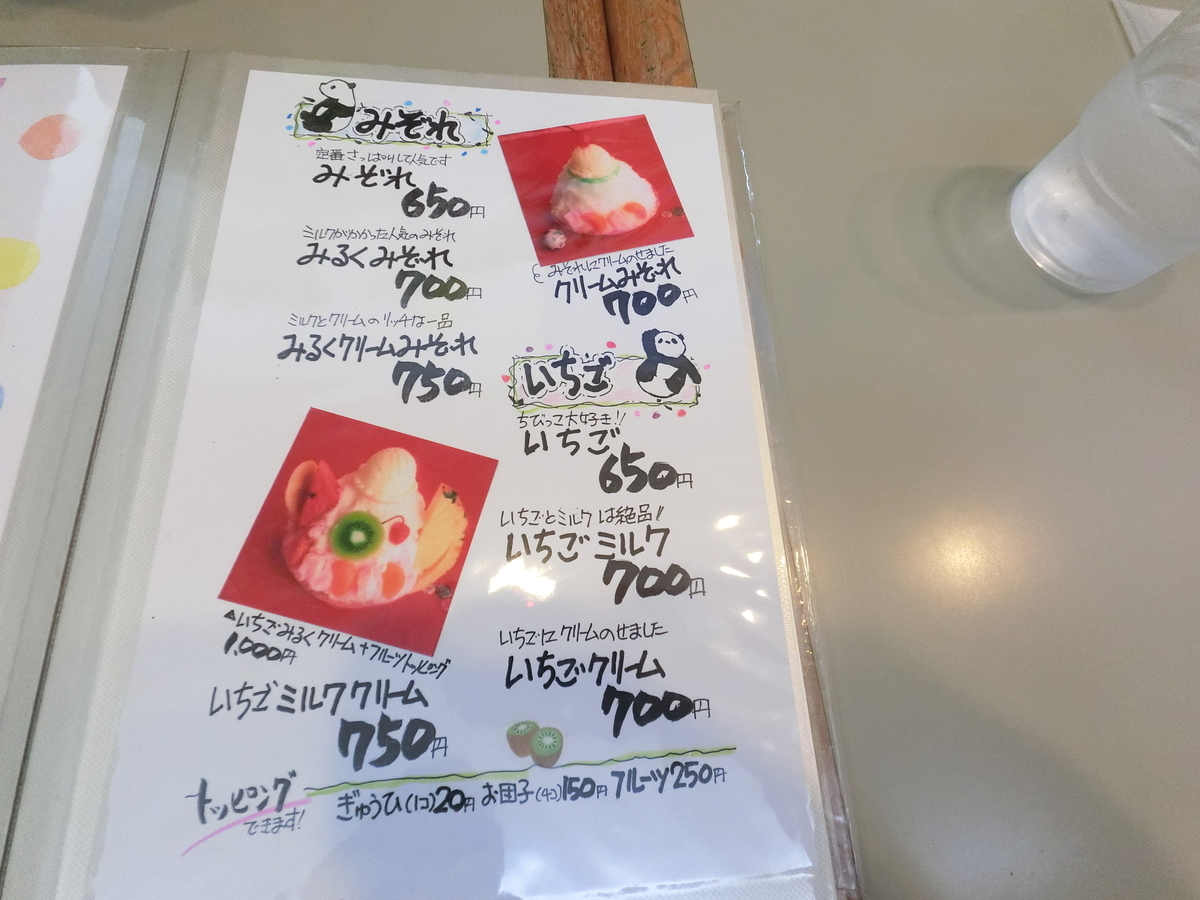 みぞれ
定番さっぱりして人気です
みぞれ
650円
ミルクがかかった人気のみぞれ
みるくみぞれ
700円
ミルクとクリームのリッチな一品
みるくクリームみぞれ
750円
みぞれにクリームのせました
クリームみぞれ
700円
いちご
ちびっこ大好き!!
いちご
650円
いちごとミルクは絶品!
いちごミルク
700円
いちごにクリームのせました
いちごクリーム
700円
▲いちごみるくクリーム+フルーツトッピング
1,000円
いちごミルククリーム
750円
トッピング
できます!
ぎゅうひ(1コ)20円 お団子(4コ)150円 フルーツ250円